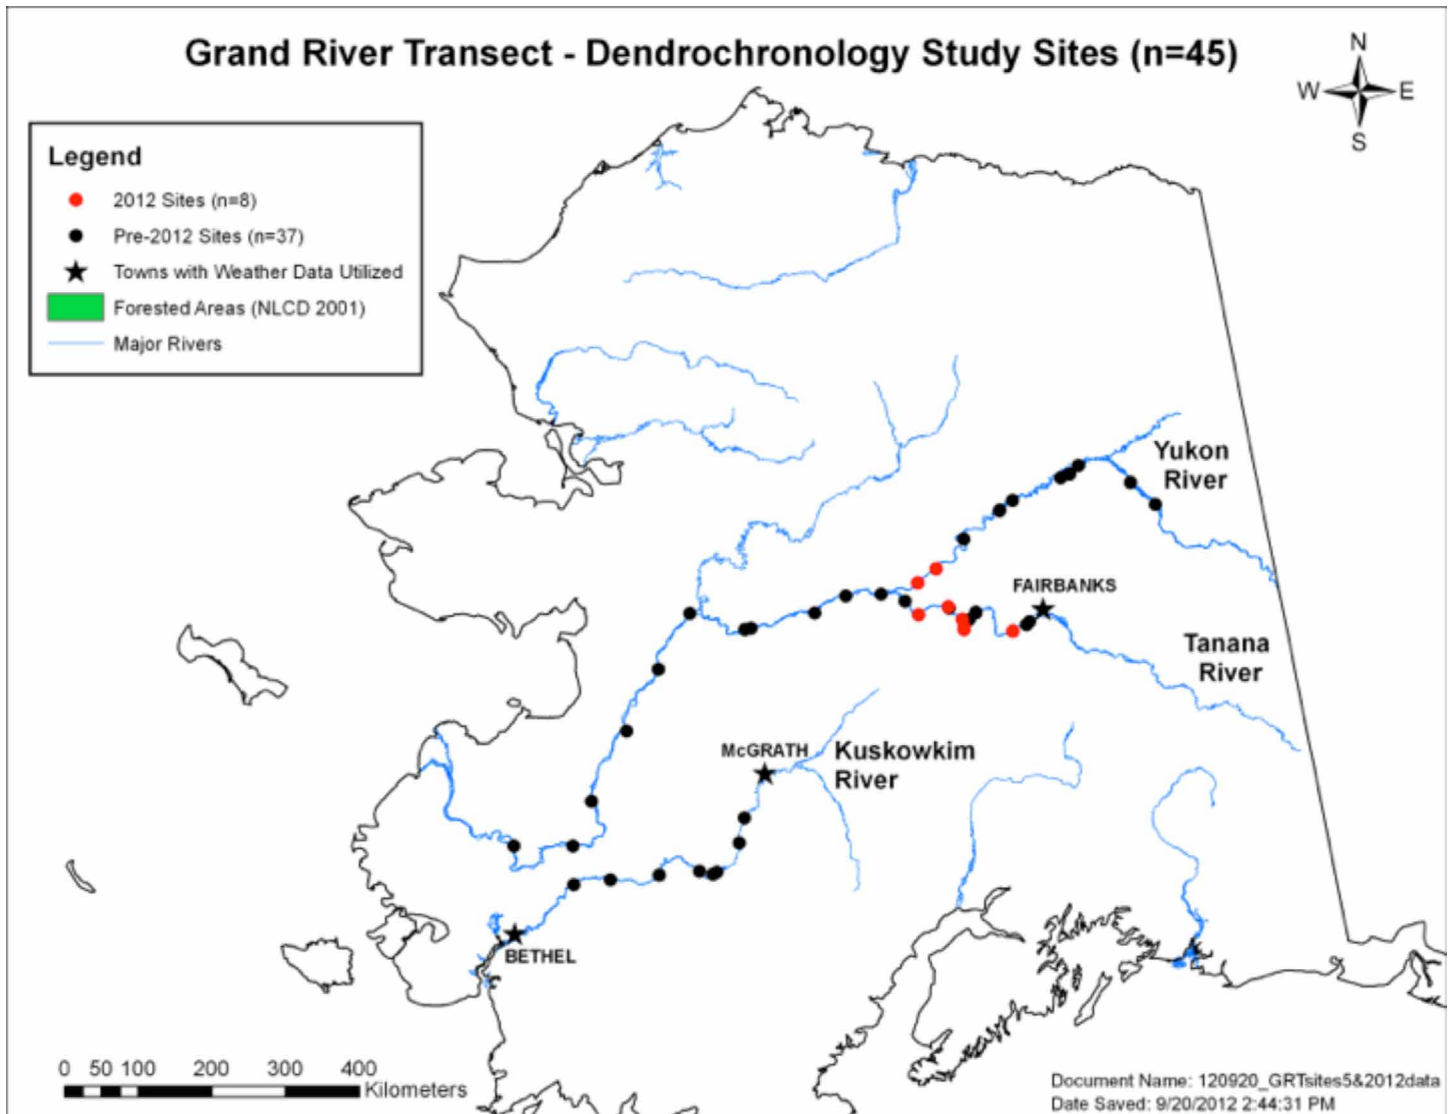 Grand River Transect - Dendrochronology Study Sites (n=45)
N
W E
S
Legend
2012 Sites (n=8)
Pre-2012 Sites (n=37)
Towns with Weather Data Utilized
Forested Areas (NLCD 2001)
Major Rivers
Yukon
River
FAIRBANKS
Tanana
River
McGRATH
Kuskowkim
River
BETHEL
0 50 100 200 300 400
Kilometers
Document Name: 120920_GRTsites5&2012data
Date Saved: 9/20/2012 2:44:31 PM